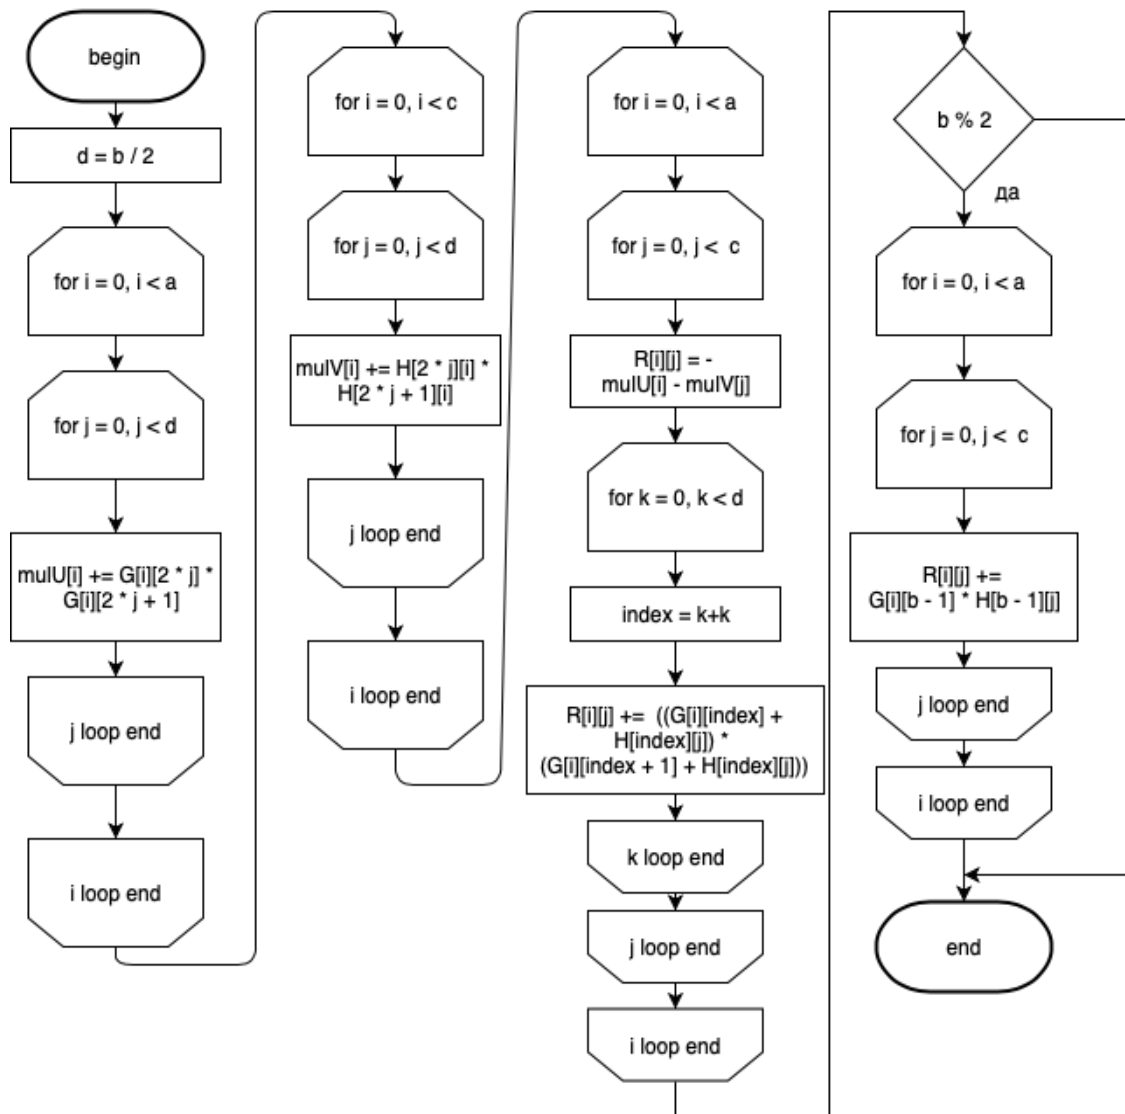 begin
d = b / 2
for i = 0, i < a
for j = 0, j < d
mulU[i] += G[i][2 * j] *
G[i][2 * j + 1]
j loop end
i loop end
for i = 0, i < c
for j = 0, j < d
mulV[i] += H[2 * j][i] *
H[2 * j + 1][i]
j loop end
i loop end
for i = 0, i < a
for j = 0, j < c
R[i][j] = -
mulU[i] - mulV[j]
for k = 0, k < d
index = k+k
R[i][j] += ((G[i][index] +
H[index][j]) *
(G[i][index + 1] + H[index][j]))
k loop end
j loop end
i loop end
b % 2
да
for i = 0, i < a
for j = 0, j < c
R[i][j] +=
G[i][b - 1] * H[b - 1][j]
j loop end
i loop end
end